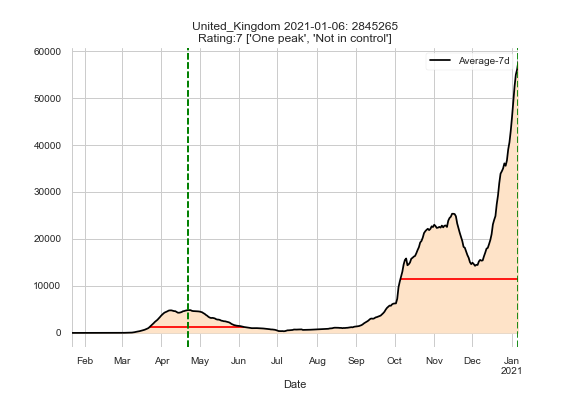 United_Kingdom 2021-01-06: 2845265
Rating:7 ['One peak', 'Not in control']
Average-7d
60000
50000
40000
30000
20000
10000
0
Feb Mar Apr May Jun Jul Aug Sep Oct Nov Dec Jan
2021
Date